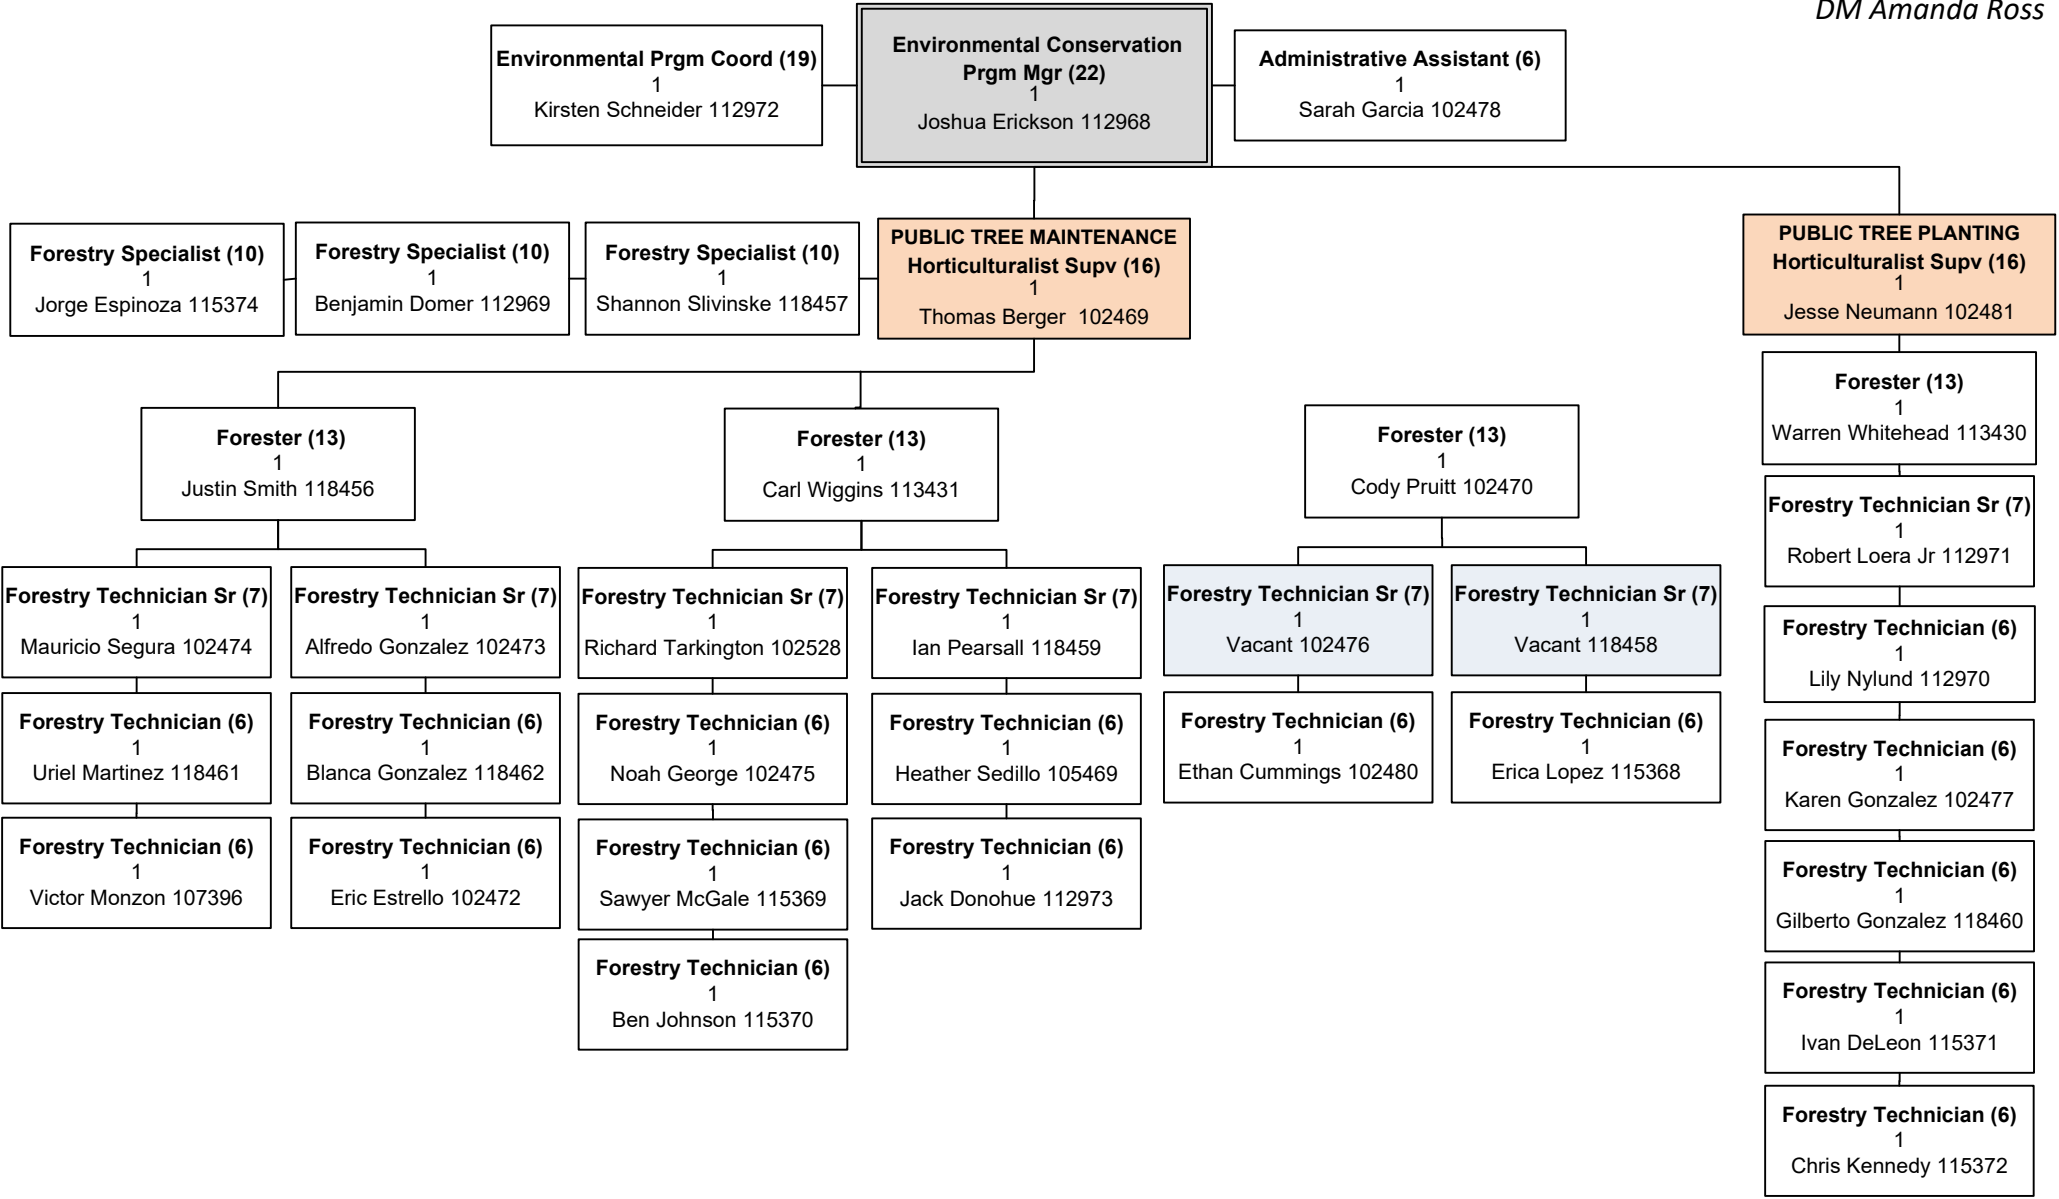 DM Amanda Ross
Environmental Prgm Coord (19)
1
Kirsten Schneider 112972
Environmental Conservation
Prgm Mgr (22)
1
Joshua Erickson 112968
Administrative Assistant (6)
1
Sarah Garcia 102478
Forestry Specialist (10)
1
Jorge Espinoza 115374
Forestry Specialist (10)
1
Benjamin Domer 112969
Forestry Specialist (10)
1
Shannon Slivinske 118457
PUBLIC TREE MAINTENANCE
Horticulturalist Supv (16)
1
Thomas Berger 102469
PUBLIC TREE PLANTING
Horticulturalist Supv (16)
1
Jesse Neumann 102481
Forester (13)
1
Justin Smith 118456
Forester (13)
1
Carl Wiggins 113431
Forester (13)
1
Cody Pruitt 102470
Forester (13)
1
Warren Whitehead 113430
Forestry Technician Sr (7)
1
Mauricio Segura 102474
Forestry Technician Sr (7)
1
Alfredo Gonzalez 102473
Forestry Technician Sr (7)
1
Richard Tarkington 102528
Forestry Technician Sr (7)
1
Ian Pearsall 118459
Forestry Technician Sr (7)
1
Vacant 102476
Forestry Technician Sr (7)
1
Vacant 118458
Forestry Technician Sr (7)
1
Robert Loera Jr 112971
Forestry Technician (6)
1
Uriel Martinez 118461
Forestry Technician (6)
1
Blanca Gonzalez 118462
Forestry Technician (6)
1
Noah George 102475
Forestry Technician (6)
1
Heather Sedillo 105469
Forestry Technician (6)
1
Ethan Cummings 102480
Forestry Technician (6)
1
Erica Lopez 115368
Forestry Technician (6)
1
Lily Nylund 112970
Forestry Technician (6)
1
Karen Gonzalez 102477
Forestry Technician (6)
1
Victor Monzon 107396
Forestry Technician (6)
1
Eric Estrello 102472
Forestry Technician (6)
1
Sawyer McGale 115369
Forestry Technician (6)
1
Jack Donohue 112973
Forestry Technician (6)
1
Gilberto Gonzalez 118460
Forestry Technician (6)
1
Ben Johnson 115370
Forestry Technician (6)
1
Ivan DeLeon 115371
Forestry Technician (6)
1
Chris Kennedy 115372